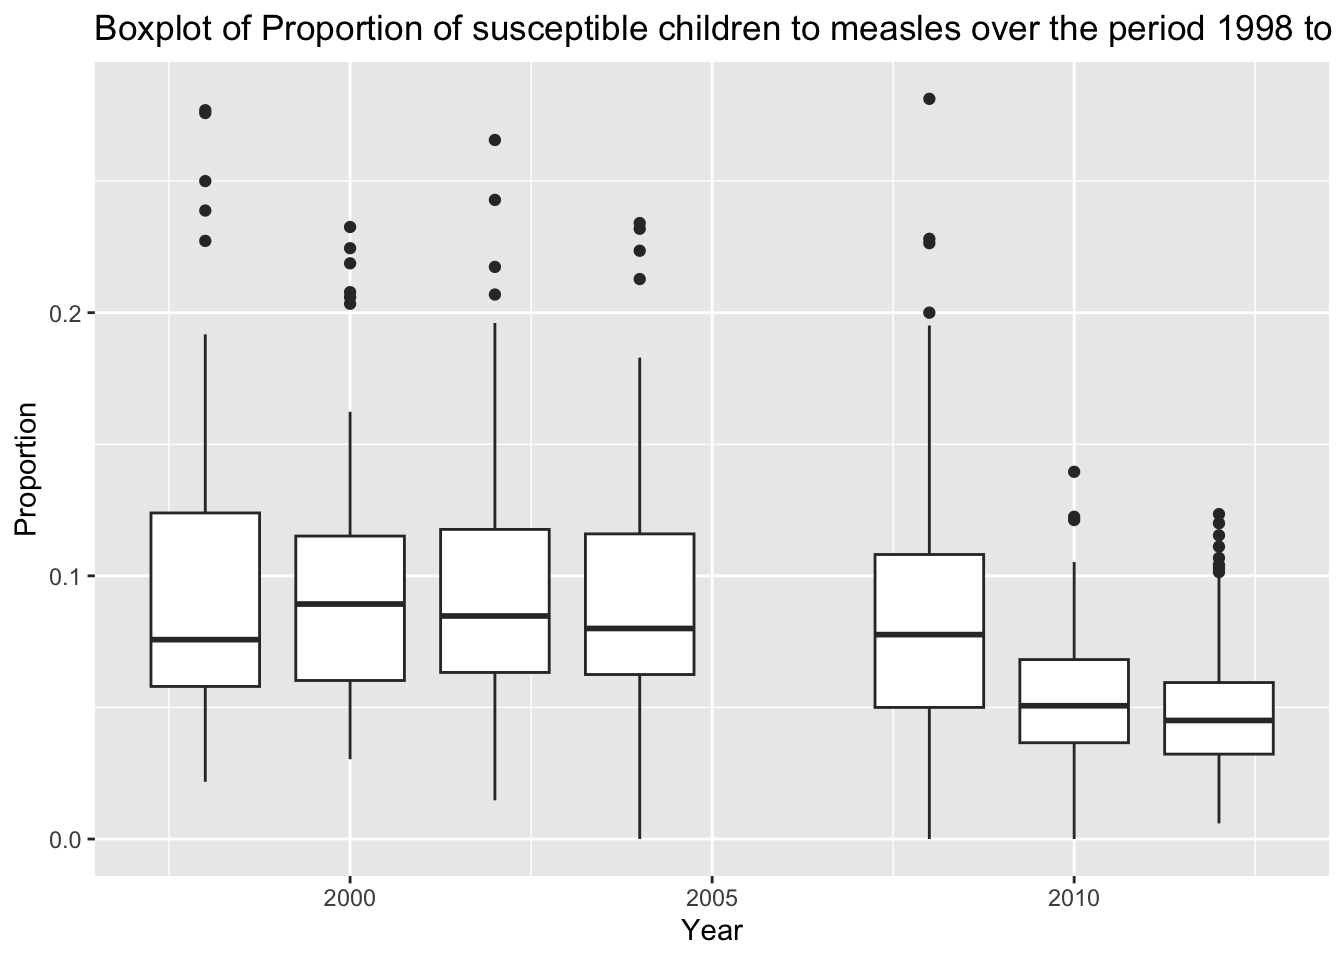 Boxplot of Proportion of susceptible children to measles over the period 1998 to
0.2
0.1
0.0
Proportion
2000 2005 2010
Year